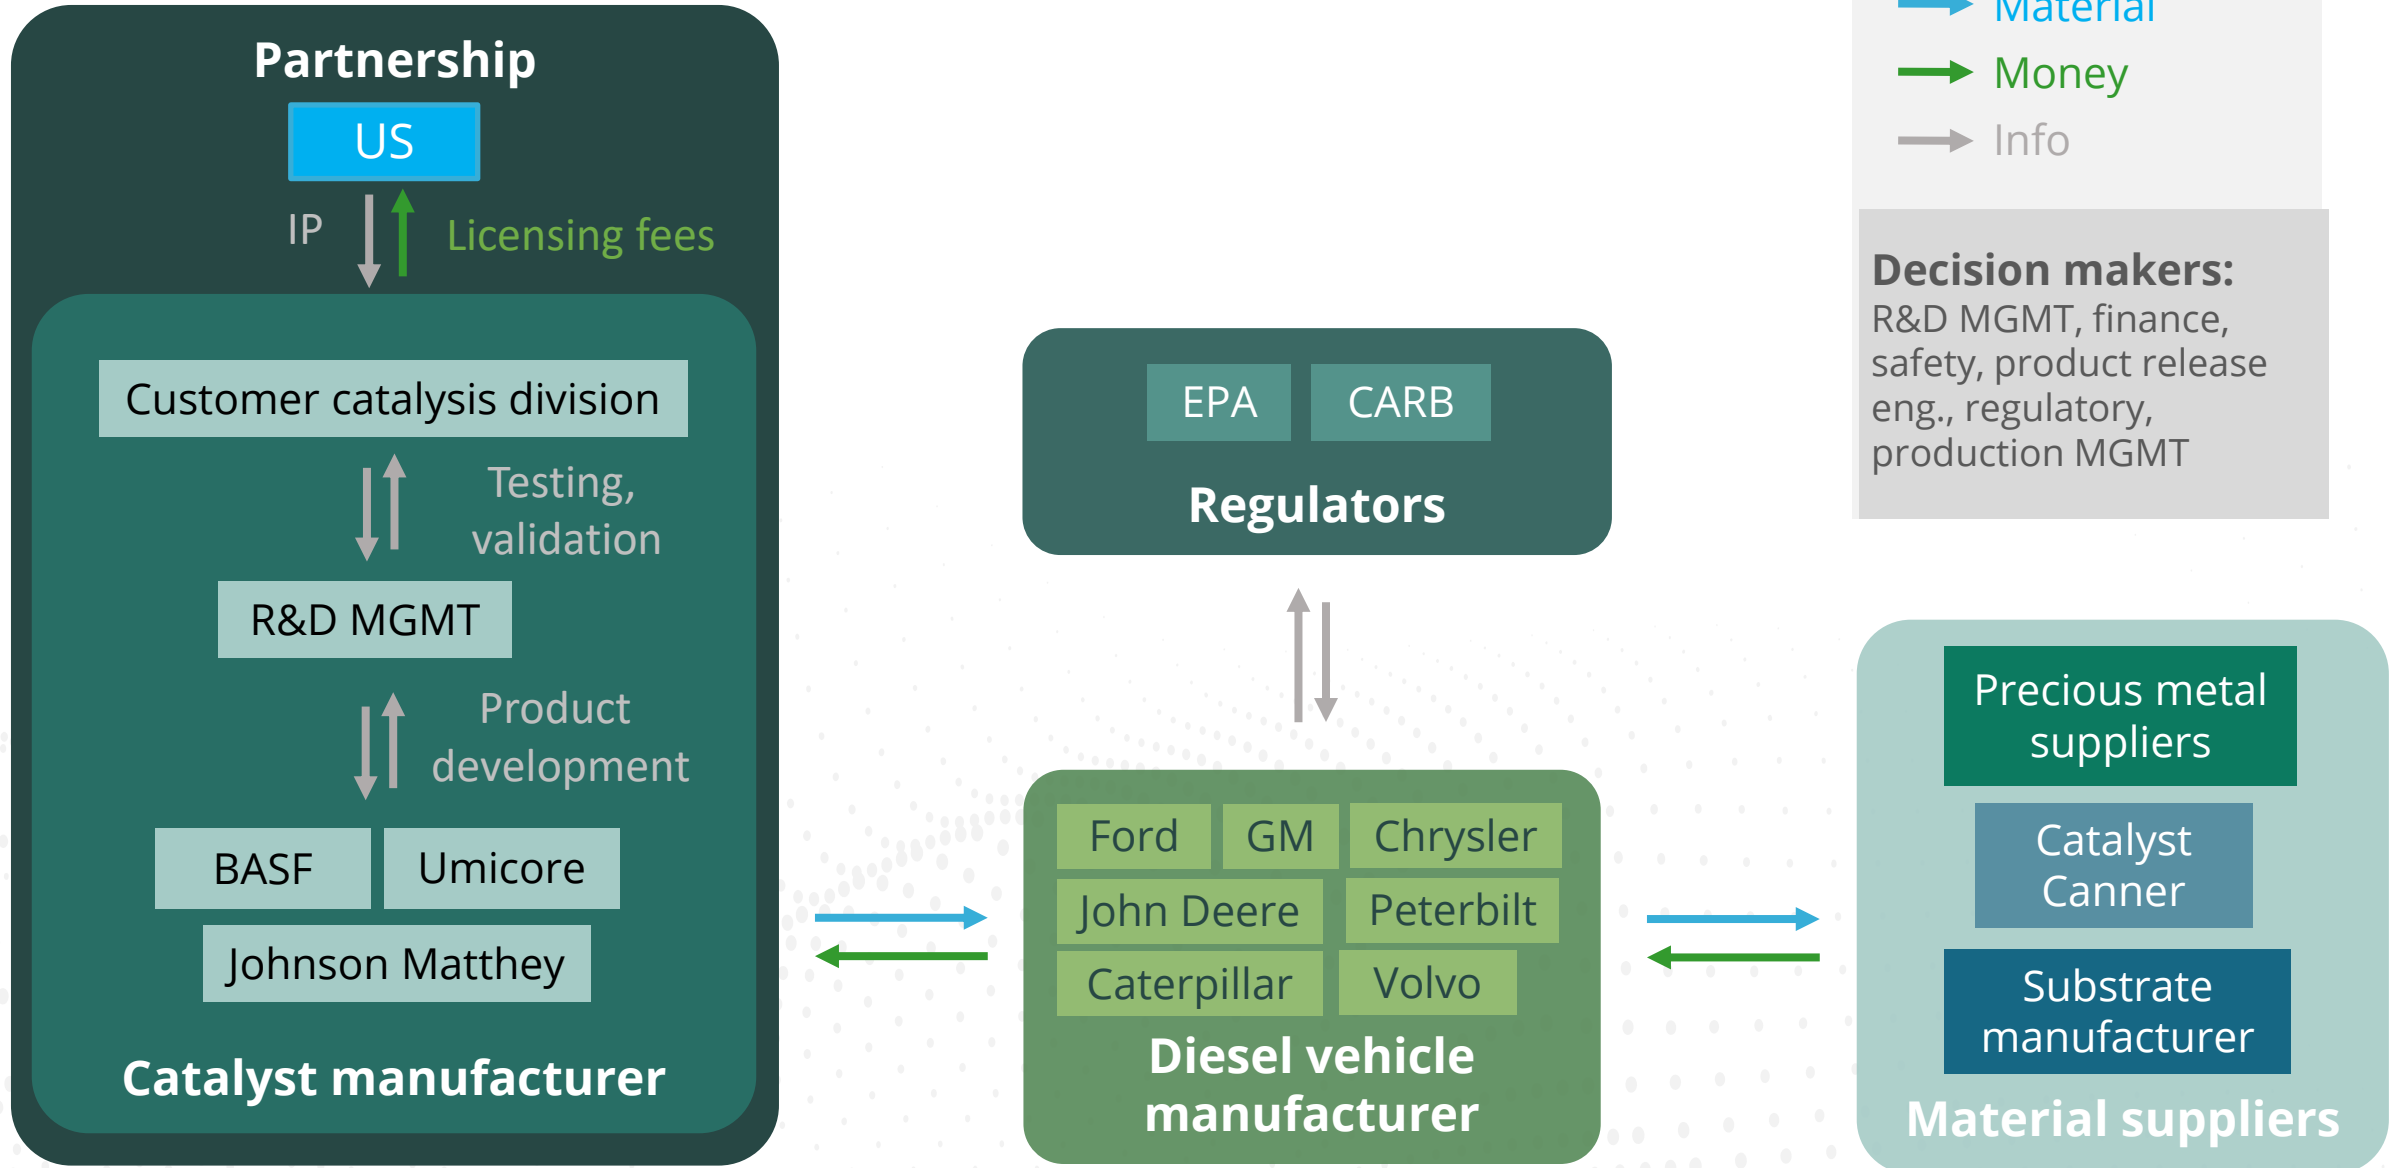 Partnership
US
IP
Licensing fees
Customer catalysis division
Testing,
validation
R&D MGMT
Product
development
BASF
Umicore
Johnson Matthey
Catalyst manufacturer
EPA
CARB
Regulators
Ford
GM
Chrysler
John Deere
Peterbilt
Caterpillar
Volvo
Diesel vehicle
manufacturer
Material
Money
Info
Decision makers:
R&D MGMT, finance,
safety, product release
eng., regulatory,
production MGMT
Precious metal
suppliers
Catalyst
Canner
Substrate
manufacturer
Material suppliers